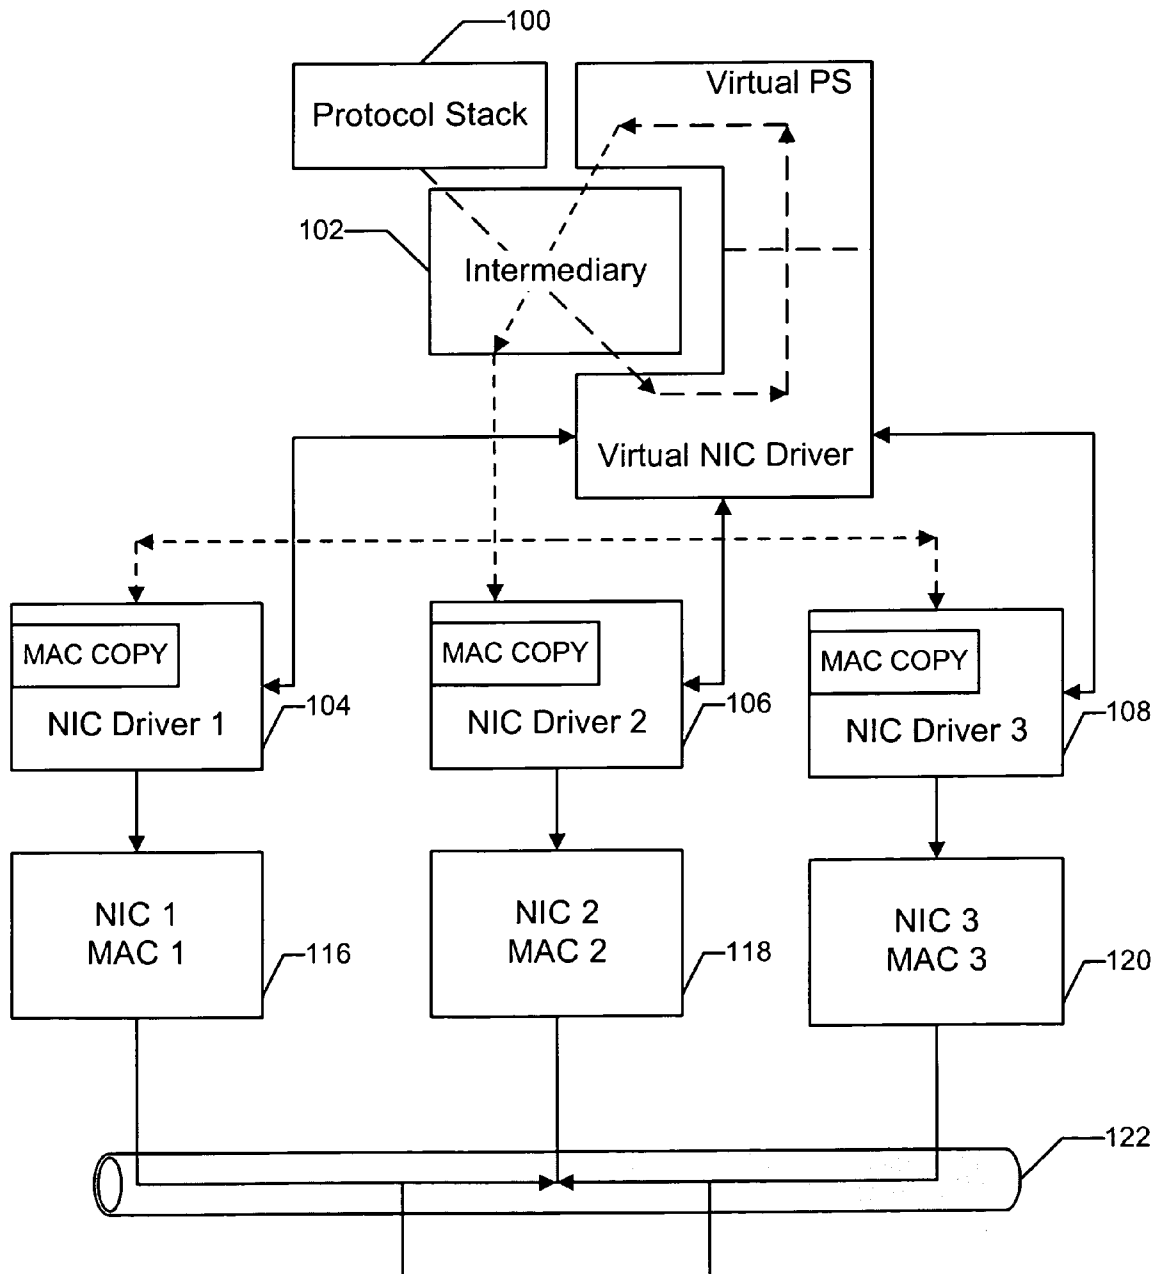 100
Protocol Stack
Virtual PS
102
Intermediary
Virtual NIC Driver
MAC COPY
NIC Driver 1
104
MAC COPY
NIC Driver 2
106
MAC COPY
NIC Driver 3
108
NIC 1
MAC 1
116
NIC 2
MAC 2
118
NIC 3
MAC 3
120
122